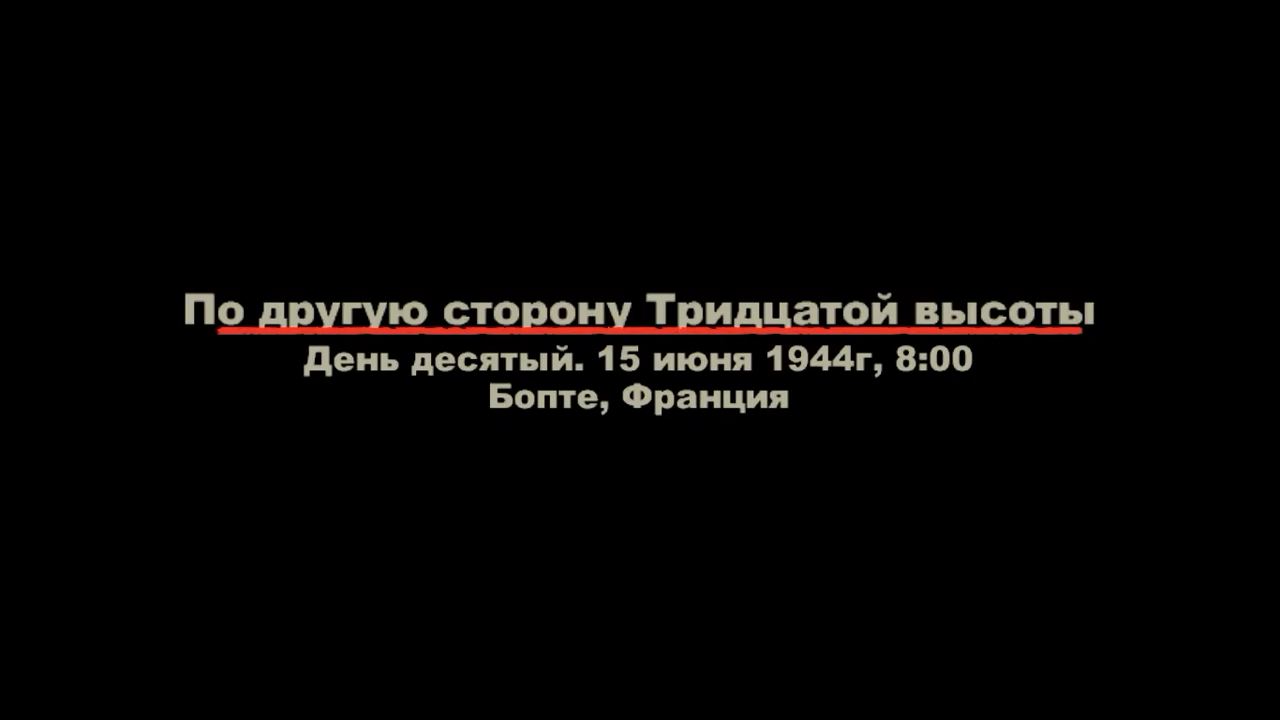 По другую сторону Тридцатой высоты
День десятый. 15 июня 1944г, 8:00
Бопте, Франция